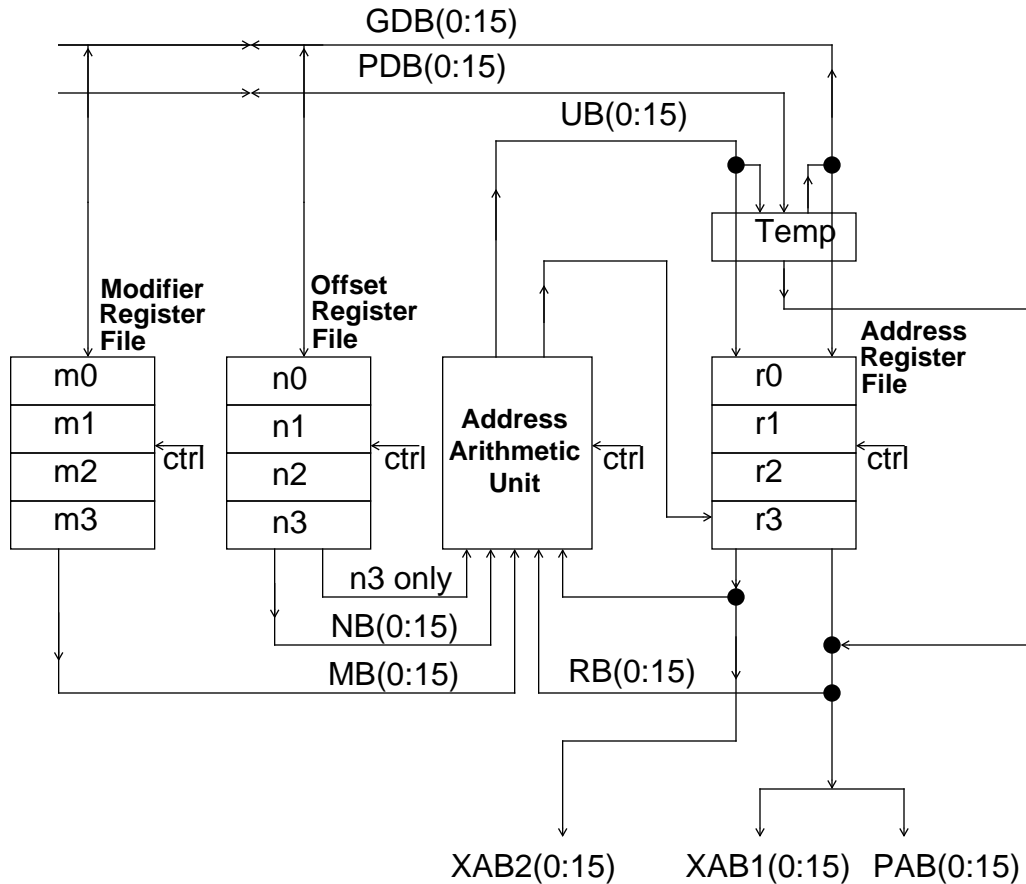 GDB(0:15)
PDB(0:15)
UB(0:15)
Temp
Modifier
Register
File
Offset
Register
File
Address
Register
File
m0
m1
m2
m3
ctrl
n0
n1
n2
n3
ctrl
Address
Arithmetic
Unit
ctrl
r0
r1
r2
r3
ctrl
n3 only
NB(0:15)
MB(0:15)
RB(0:15)
XAB2(0:15)
XAB1(0:15)
PAB(0:15)